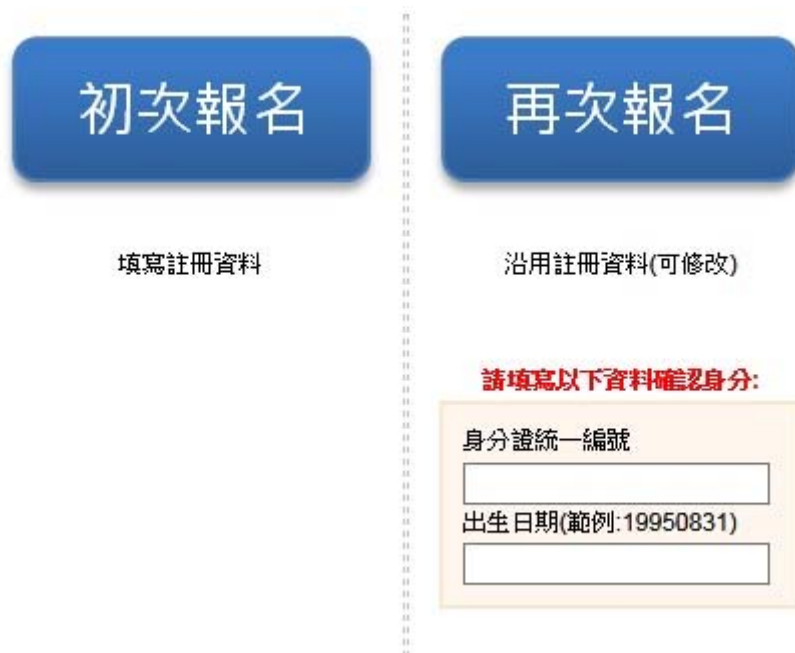 初次報名
填寫註冊資料
再次報名
沿用註冊資料(可修改)
請填寫以下資料確認身分:
身分證統一編號
出生日期(範例:19950831)